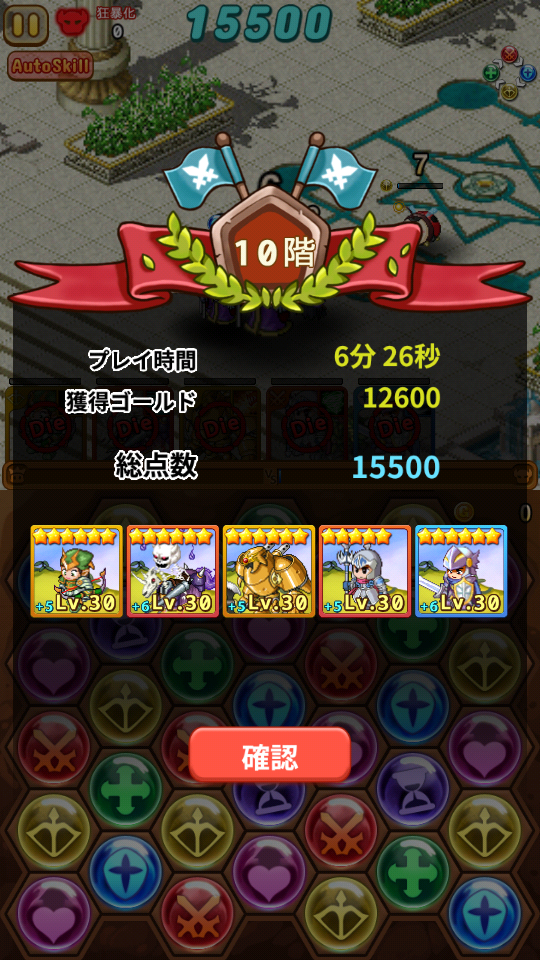 狂暴化
0
15500
AutoSkill
7
10階
プレイ時間 6分 26秒
獲得ゴールド 12600
Die Die Die Die Die
総点数 15500
0
+5 Lv.30 +6 Lv.30 +5 Lv.30 +5 Lv.30 +6 Lv.30
確認